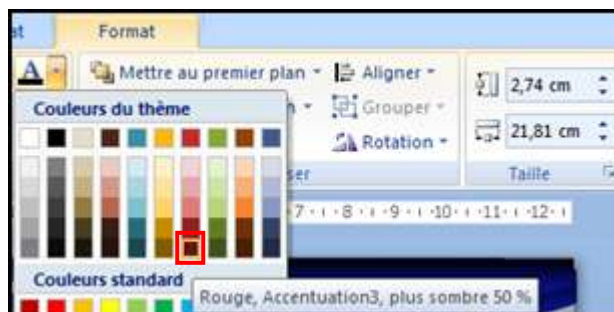 Format
A
Mettre au premier plan
Aligner
2,74 cm
Couleurs du thème
Grouper
21,81 cm
Rotation
Taille
7 8 9 10 11 12
Couleurs standard
Rouge, Accentuation3, plus sombre 50 %